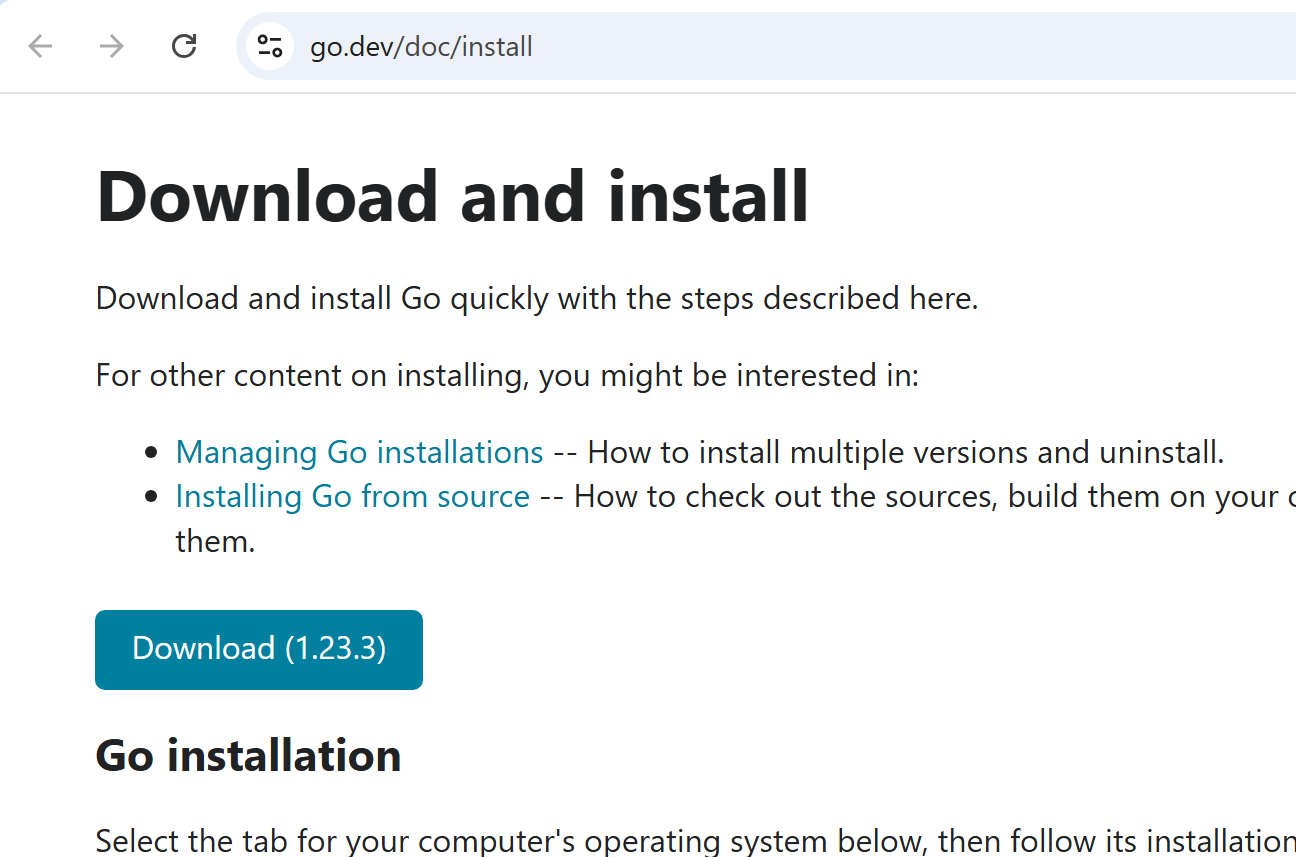 go.dev/doc/install
Download and install
Download and install Go quickly with the steps described here.
For other content on installing, you might be interested in:
• Managing Go installations -- How to install multiple versions and uninstall.
• Installing Go from source -- How to check out the sources, build them on your
them.
Download (1.23.3)
Go installation
Select the tab for your computer's operating system below, then follow its installation